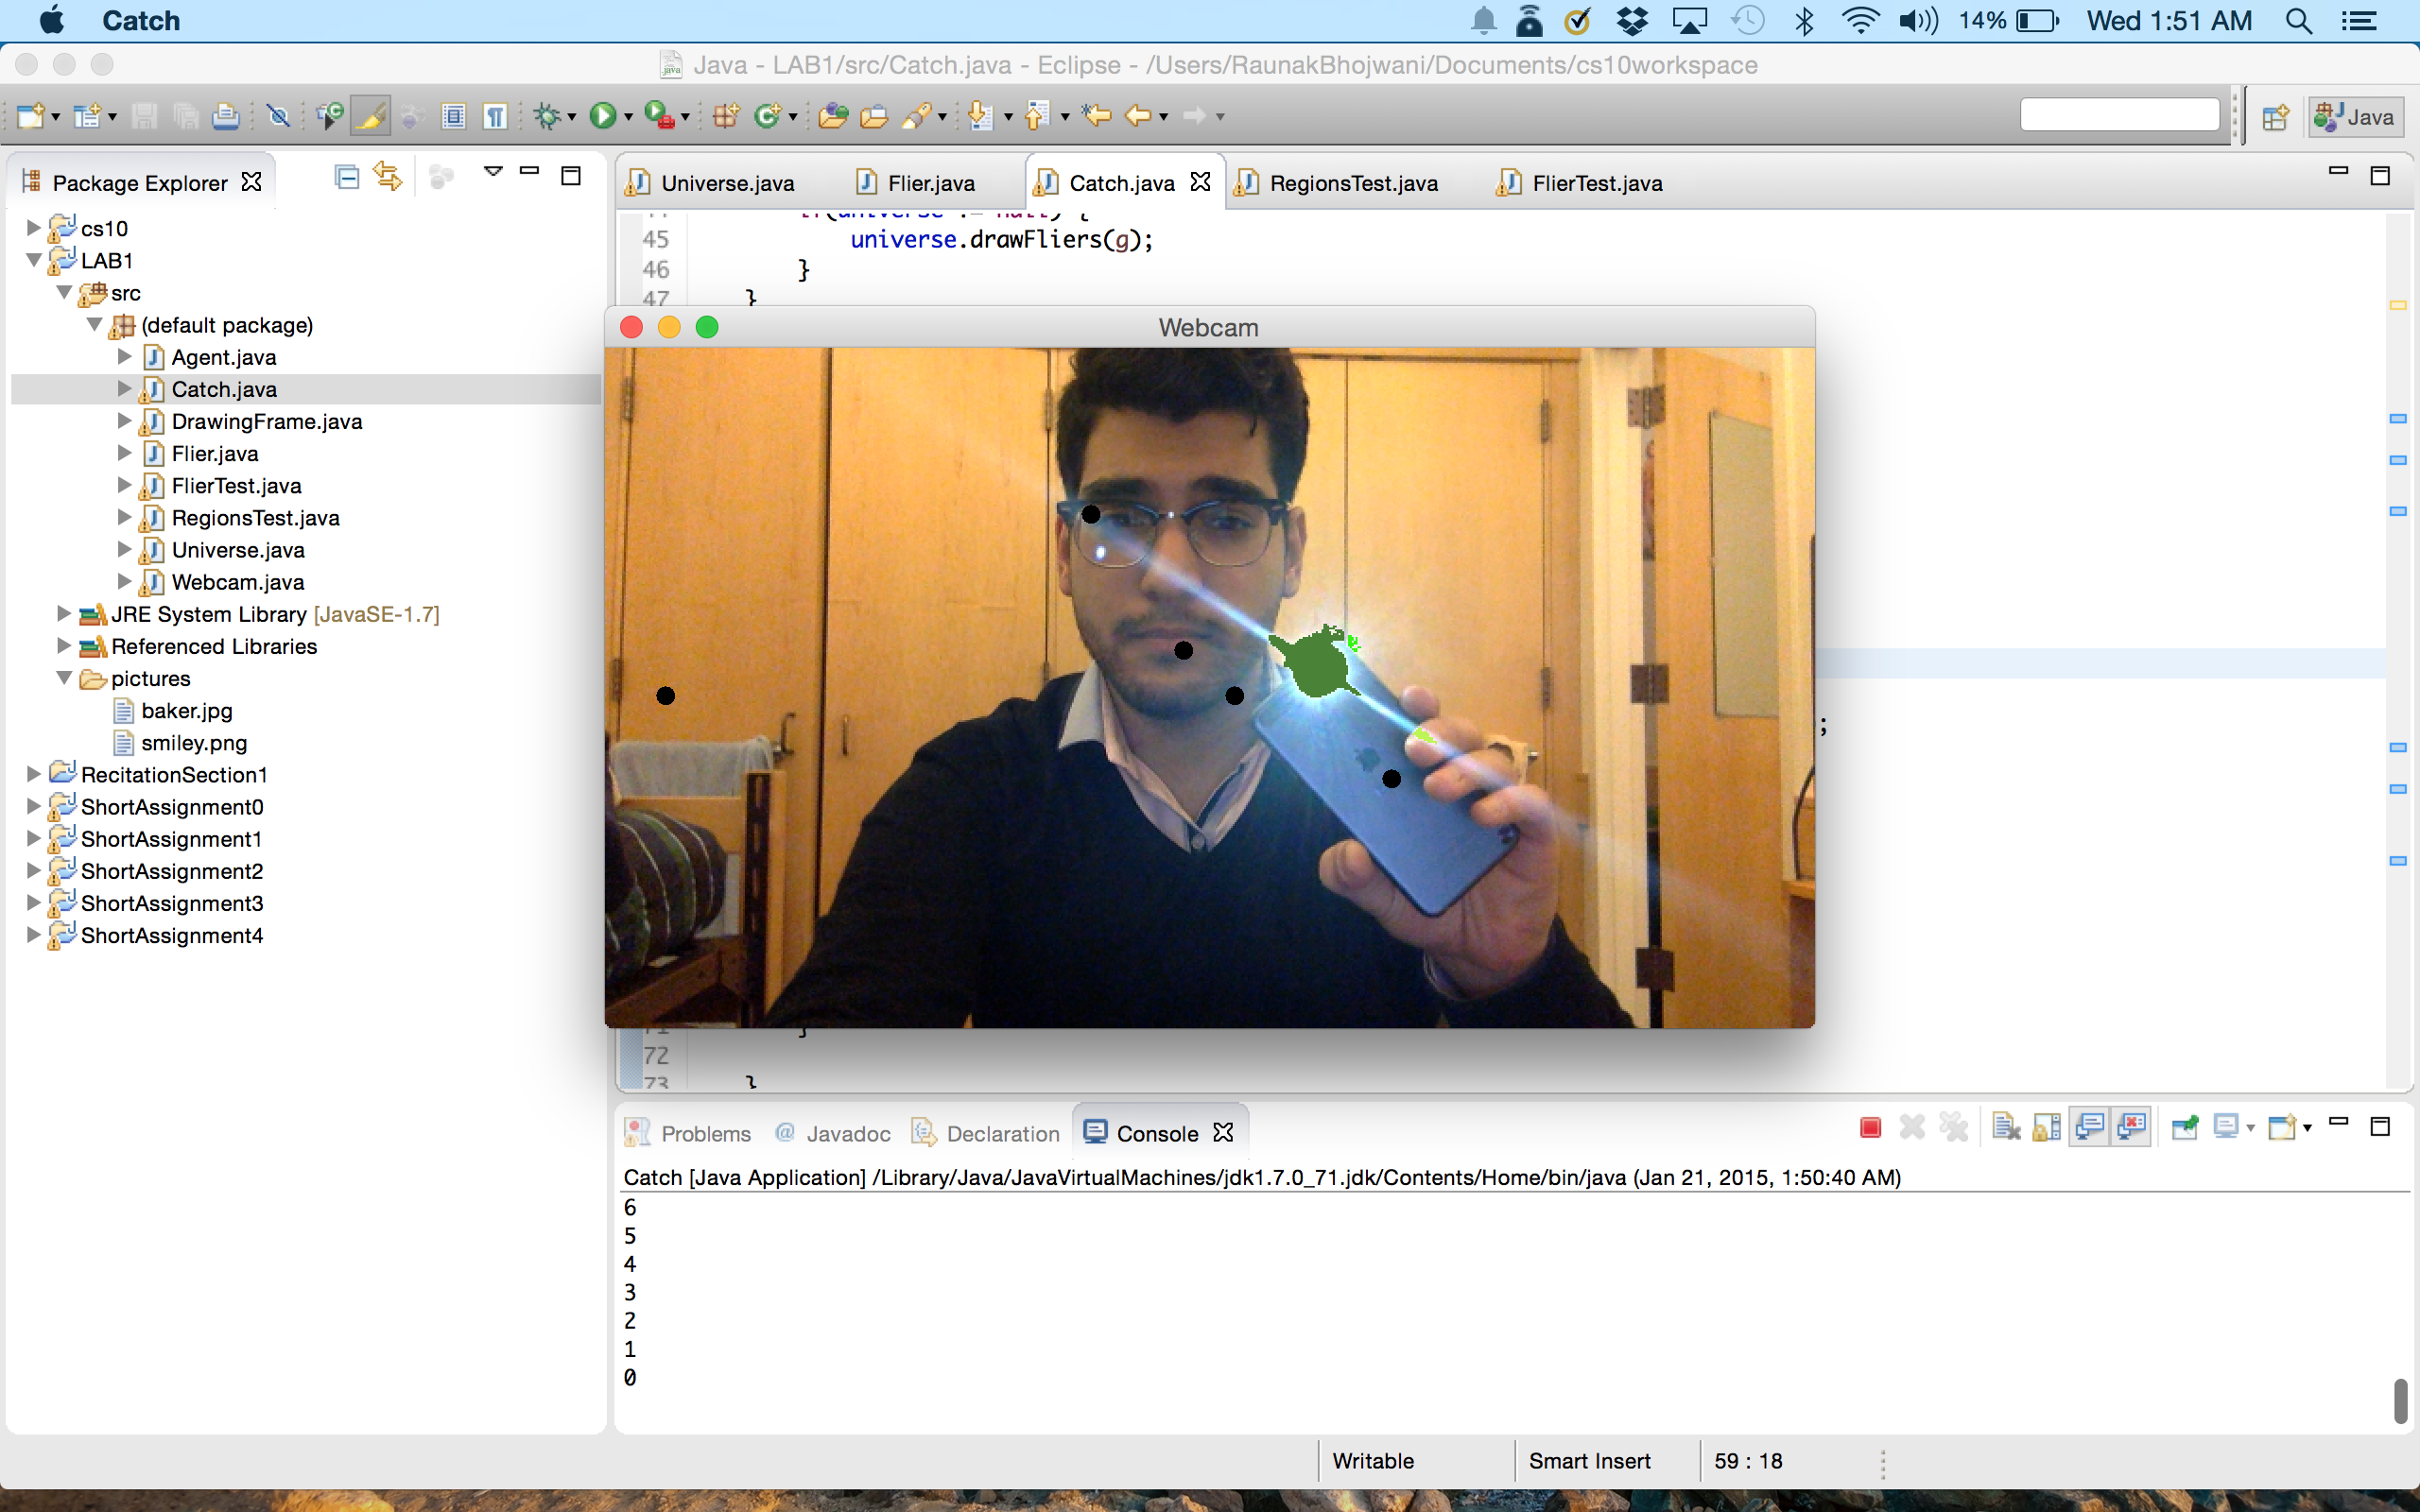 Catch
14%
Wed 1:51 AM
Java - LAB1/src/Catch.java - Eclipse - /Users/RaunakBhojwani/Documents/cs10workspace
Java
Package Explorer
Universe.java
Flier.java
Catch.java
RegionsTest.java
FlierTest.java
cs10
LAB1
src
(default package)
Agent.java
Catch.java
DrawingFrame.java
Flier.java
FlierTest.java
RegionsTest.java
Universe.java
Webcam.java
JRE System Library [JavaSE-1.7]
Referenced Libraries
pictures
baker.jpg
smiley.png
RecitationSection1
ShortAssignment0
ShortAssignment1
ShortAssignment2
ShortAssignment3
ShortAssignment4
45 universe.drawFliers(g);
46 }
47 }
Webcam
;
71 }
72
73 }
Problems
@ Javadoc
Declaration
Console
Catch [Java Application] /Library/Java/JavaVirtualMachines/jdk1.7.0_71.jdk/Contents/Home/bin/java (Jan 21, 2015, 1:50:40 AM)
6
5
4
3
2
1
0
Writable
Smart Insert
59 : 18